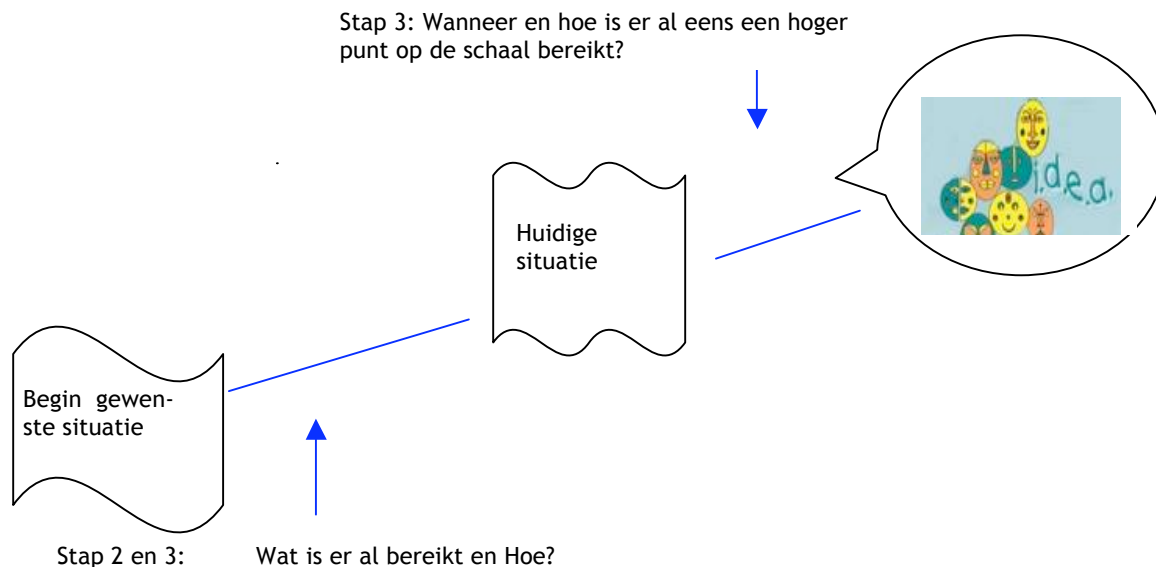 Stap 3: Wanneer en hoe is er al eens een hoger
punt op de schaal bereikt?
i.d.e.a.
Huidige
situatie
Begin gewen-
ste situatie
Stap 2 en 3: Wat is er al bereikt en Hoe?